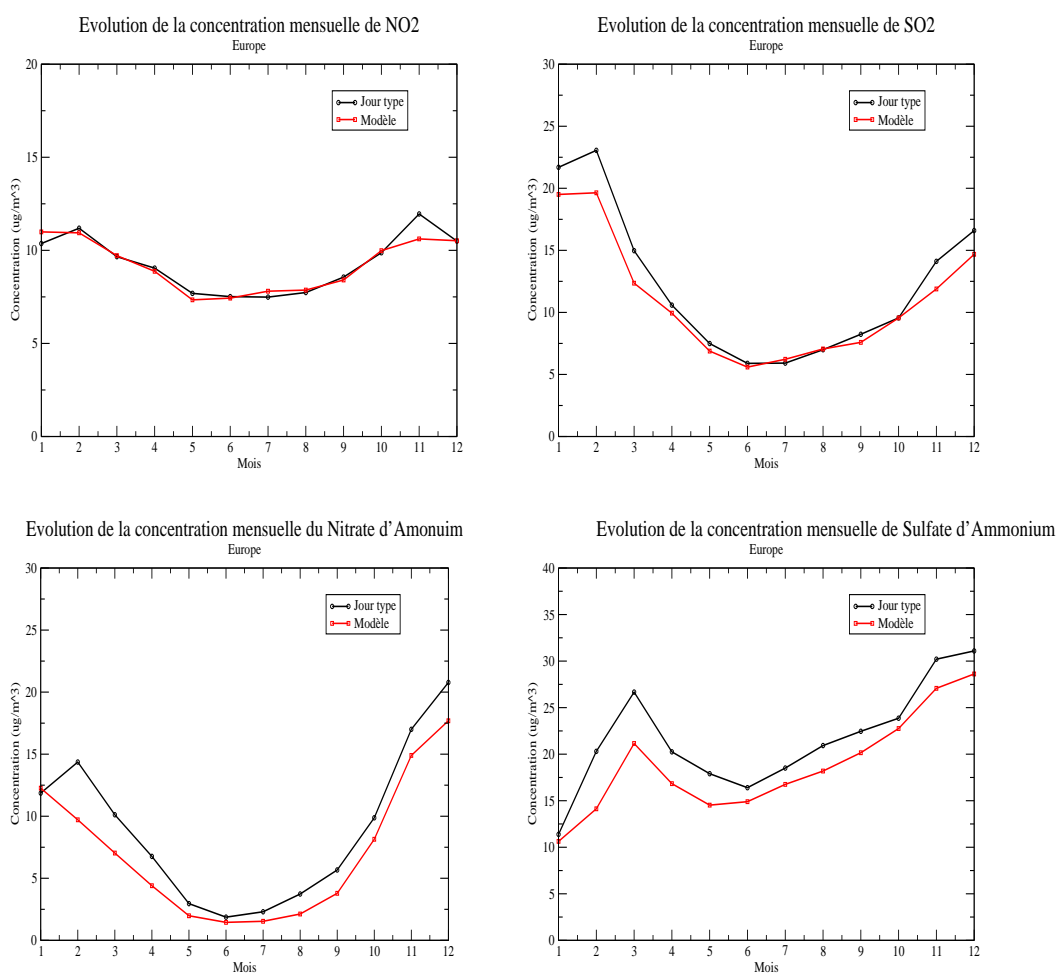 Evolution de la concentration mensuelle de NO2
Europe
20
15
10
5
0
Concentration (ug/m^3)
Jour type
Modèle
1 2 3 4 5 6 7 8 9 10 11 12
Mois
Evolution de la concentration mensuelle de SO2
Europe
30
25
20
15
10
5
0
Concentration (ug/m^3)
Jour type
Modèle
1 2 3 4 5 6 7 8 9 10 11 12
Mois
Evolution de la concentration mensuelle du Nitrate d'Amonuim
Europe
30
25
20
15
10
5
0
Concentration (ug/m^3)
Jour type
Modèle
1 2 3 4 5 6 7 8 9 10 11 12
Mois
Evolution de la concentration mensuelle de Sulfate d'Ammonium
Europe
40
35
30
25
20
15
10
5
0
Concentration (ug/m^3)
Jour type
Modèle
1 2 3 4 5 6 7 8 9 10 11 12
Mois